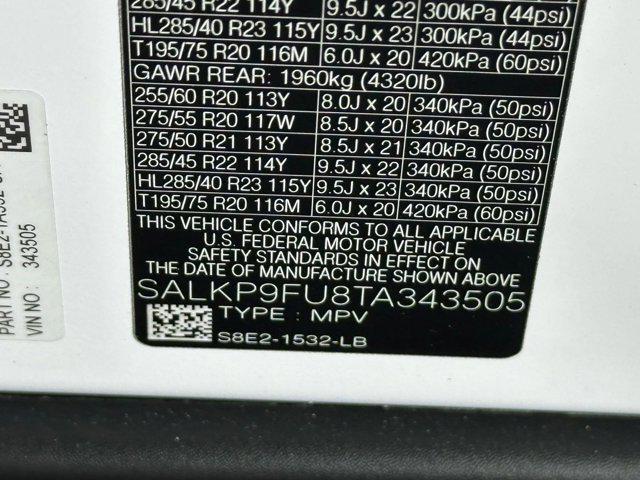 285/45 R22 114Y 9.5J x 22 300kPa (44psi)
HL285/40 R23 115Y 9.5J x 23 300kPa (44psi)
T195/75 R20 116M 6.0J x 20 420kPa (60psi)
GAWR REAR: 1960kg (4320lb)
255/60 R20 113Y 8.0J x 20 340kPa (50psi)
275/55 R20 117W 8.5J x 20 340kPa (50psi)
275/50 R21 113Y 8.5J x 21 340kPa (50psi)
285/45 R22 114Y 9.5J x 22 340kPa (50psi)
HL285/40 R23 115Y 9.5J x 23 340kPa (50psi)
T195/75 R20 116M 6.0J x 20 420kPa (60psi)
THIS VEHICLE CONFORMS TO ALL APPLICABLE
U.S. FEDERAL MOTOR VEHICLE
SAFETY STANDARDS IN EFFECT ON
THE DATE OF MANUFACTURE SHOWN ABOVE
SALKP9FU8TA343505
TYPE : MPV
S8E2-1532-LB
PART NO :
VIN NO : 343505